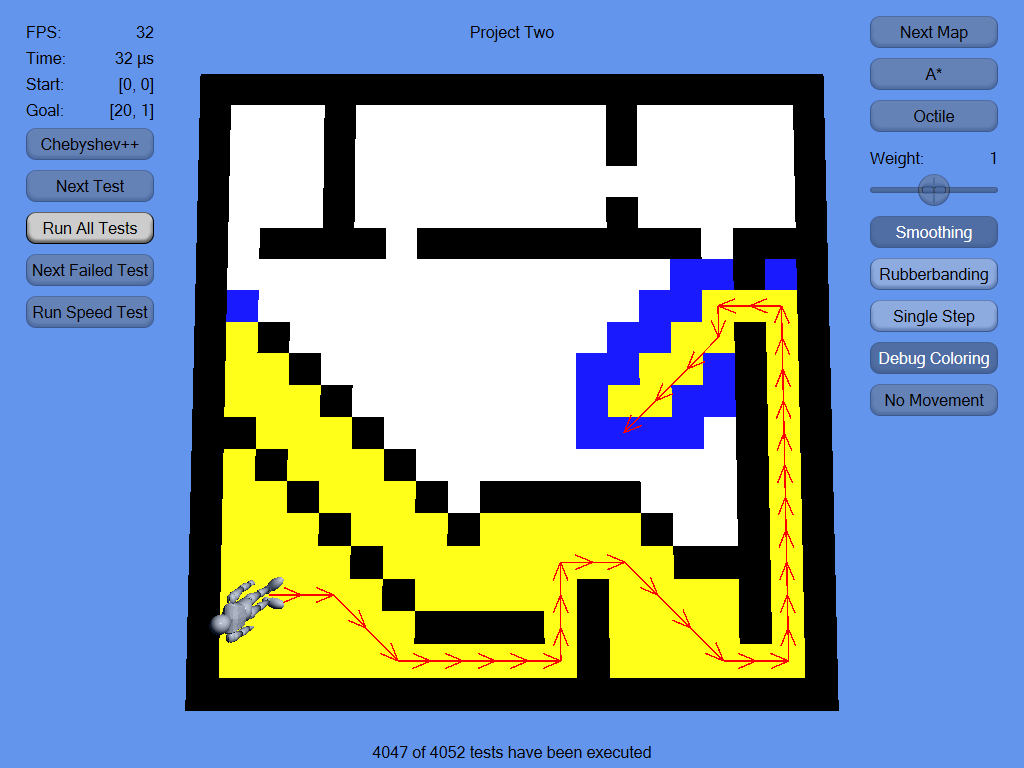 FPS: 32
Time: 32 µs
Start: [0, 0]
Goal: [20, 1]
Chebyshev++
Next Test
Run All Tests
Next Failed Test
Run Speed Test
Project Two
Next Map
A*
Octile
Weight: 1
Smoothing
Rubberbanding
Single Step
Debug Coloring
No Movement
4047 of 4052 tests have been executed